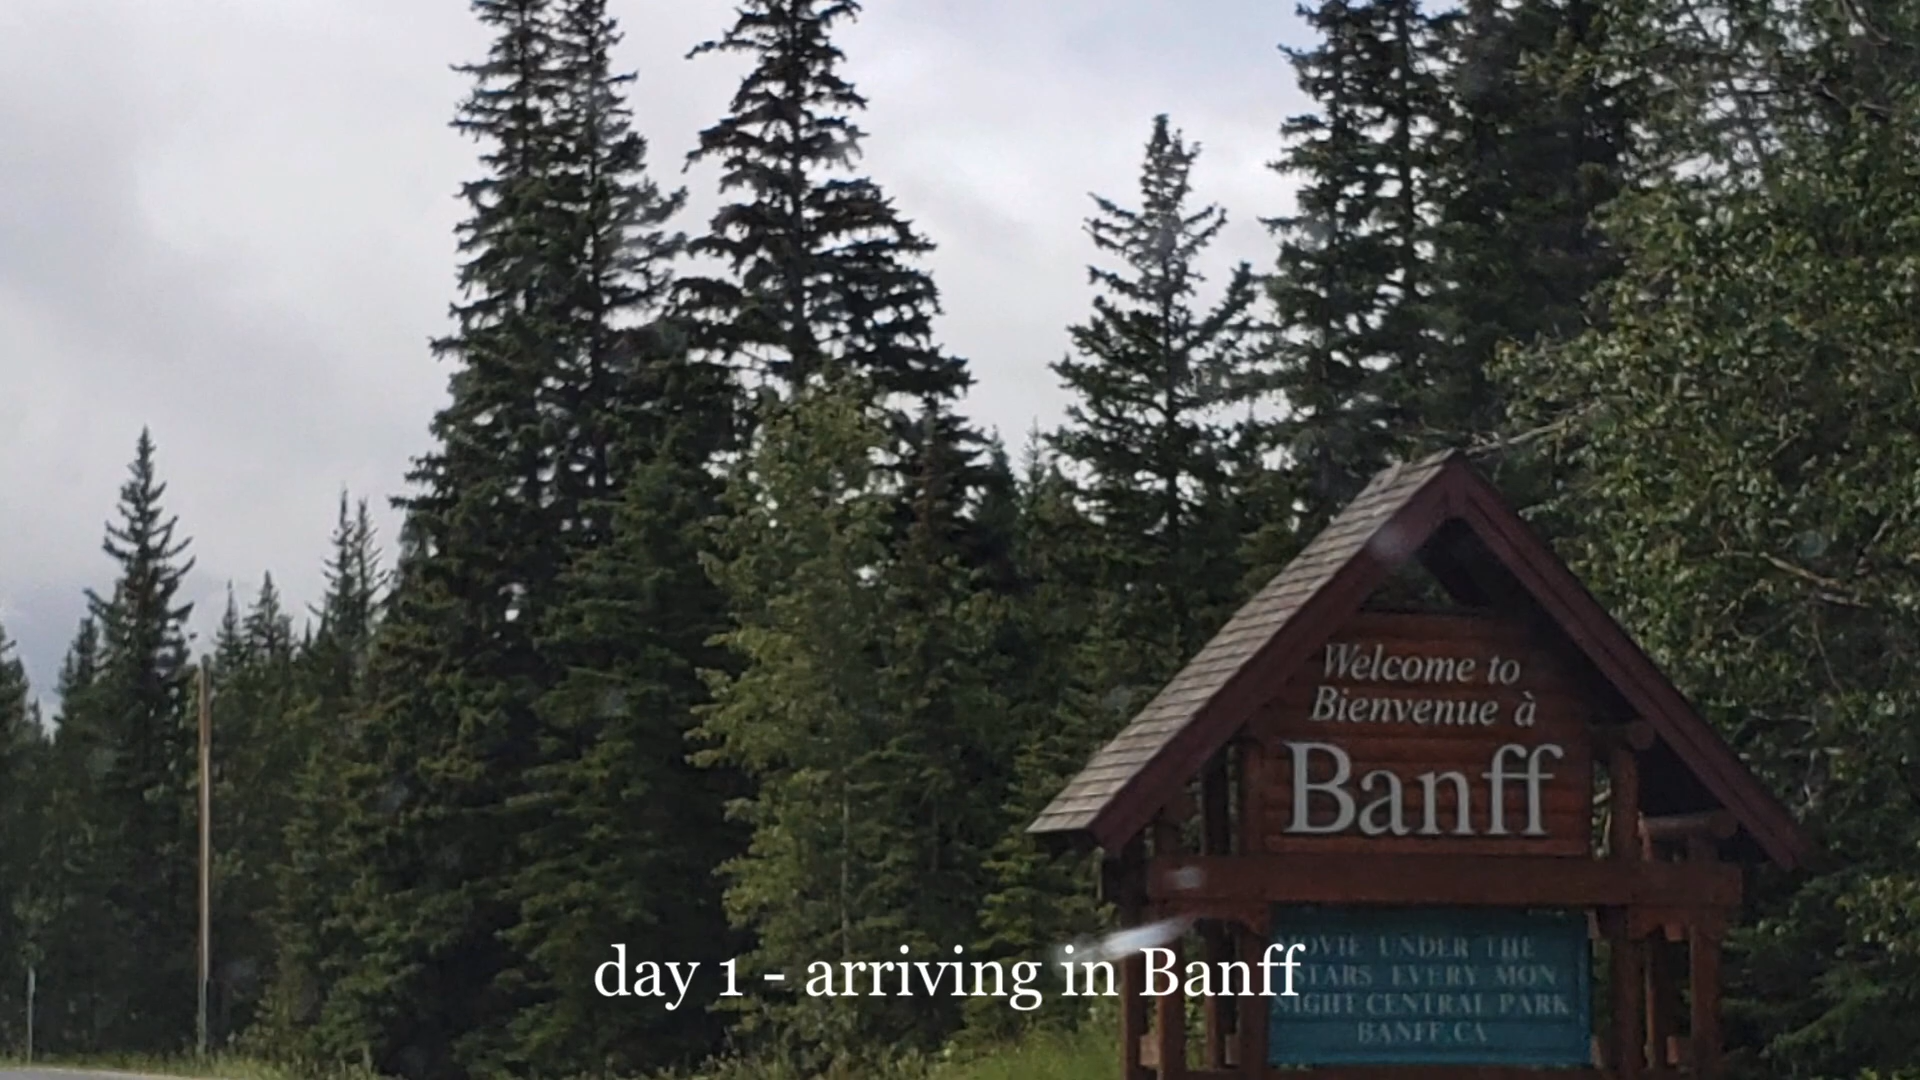 Welcome to
Bienvenue à
Banff
day 1 - arriving in Banff
MOVIE UNDER THE
STARS EVERY MON
NIGHT CENTRAL PARK
BANFF.CA